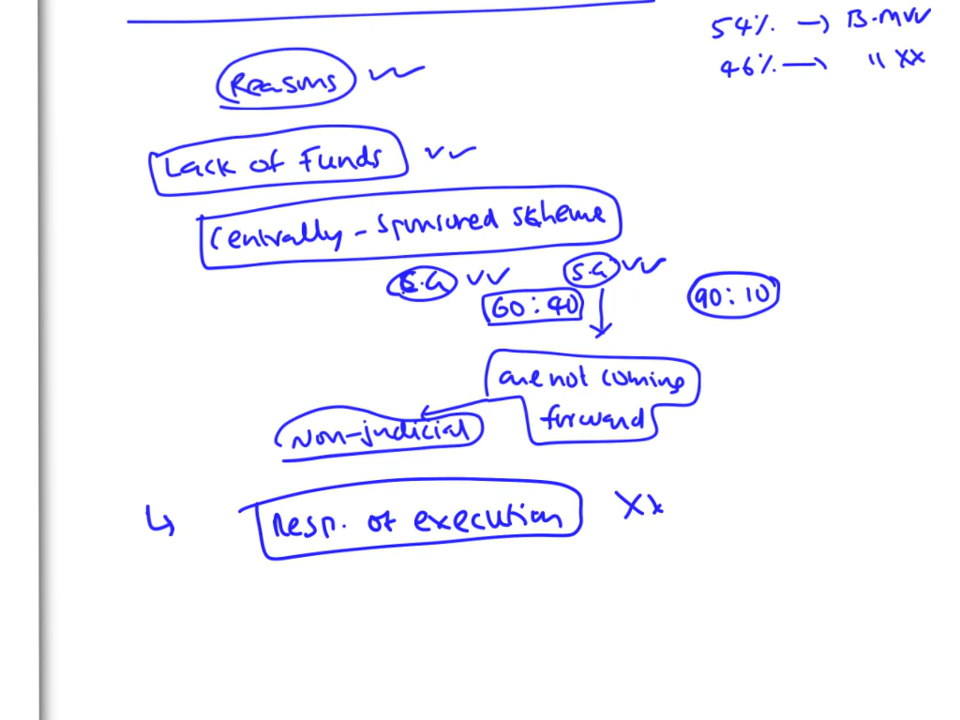 54% → B.MVV
46% → " XX
Reasons
Lack of Funds
Centrally - sponsored scheme
S.G S.G
60:40 90:10
are not coming
forward
Non-judicial
↳ Resp. of execution XX